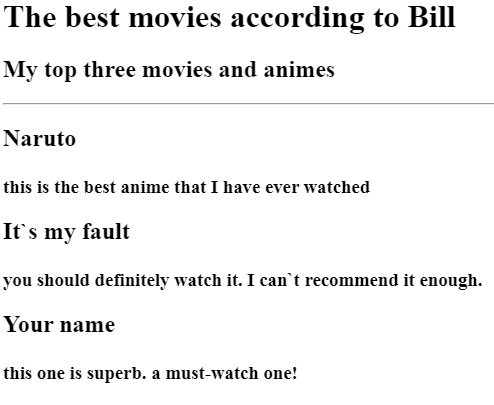 The best movies according to Bill
My top three movies and animes
Naruto
this is the best anime that I have ever watched
It`s my fault
you should definitely watch it. I can`t recommend it enough.
Your name
this one is superb. a must-watch one!